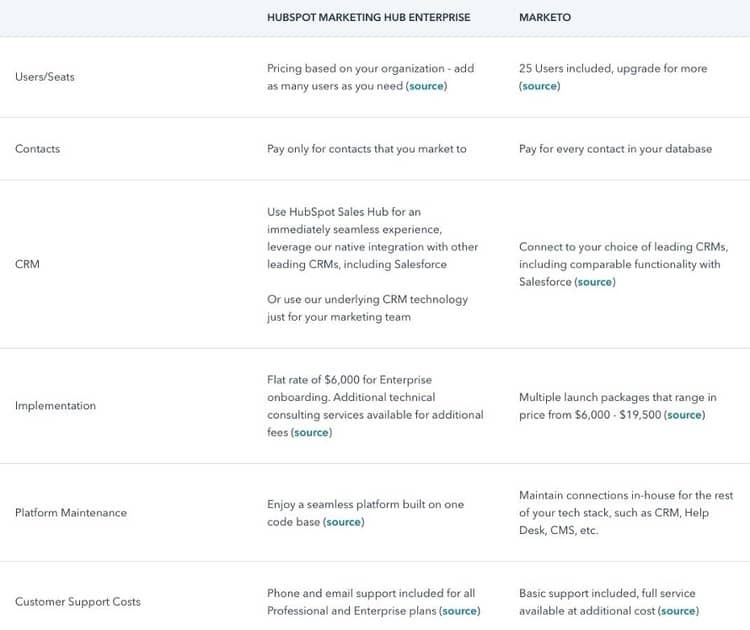 HUBSPOT MARKETING HUB ENTERPRISE
MARKETO
Users/Seats
Pricing based on your organization - add
as many users as you need (source)
25 Users included, upgrade for more
(source)
Contacts
Pay only for contacts that you market to
Pay for every contact in your database
CRM
Use HubSpot Sales Hub for an
immediately seamless experience,
leverage our native integration with other
leading CRMs, including Salesforce
Or use our underlying CRM technology
just for your marketing team
Connect to your choice of leading CRMs,
including comparable functionality with
Salesforce (source)
Implementation
Flat rate of $6,000 for Enterprise
onboarding. Additional technical
consulting services available for additional
fees (source)
Multiple launch packages that range in
price from $6,000 - $19,500 (source)
Platform Maintenance
Enjoy a seamless platform built on one
code base (source)
Maintain connections in-house for the rest
of your tech stack, such as CRM, Help
Desk, CMS, etc.
Customer Support Costs
Phone and email support included for all
Professional and Enterprise plans (source)
Basic support included, full service
available at additional cost (source)